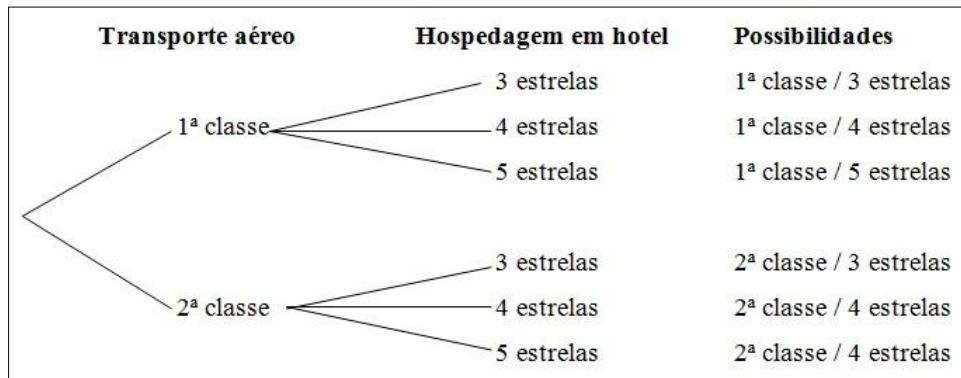 Transporte aéreo Hospedagem em hotel Possibilidades
3 estrelas 1ª classe / 3 estrelas
1ª classe 4 estrelas 1ª classe / 4 estrelas
5 estrelas 1ª classe / 5 estrelas
3 estrelas 2ª classe / 3 estrelas
2ª classe 4 estrelas 2ª classe / 4 estrelas
5 estrelas 2ª classe / 4 estrelas